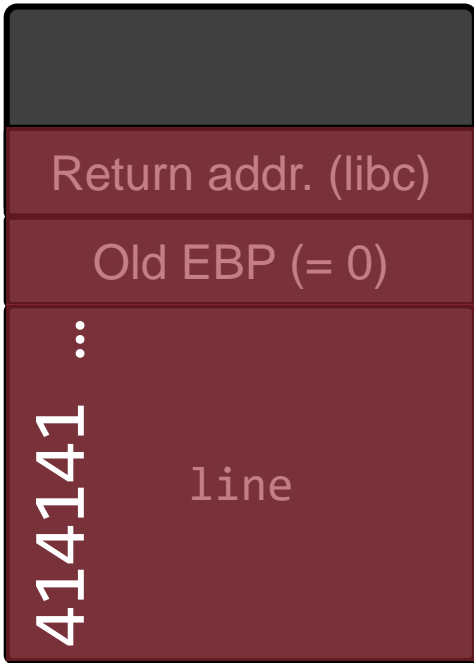 Return addr. (libc)
Old EBP (= 0)
414141 ...
line